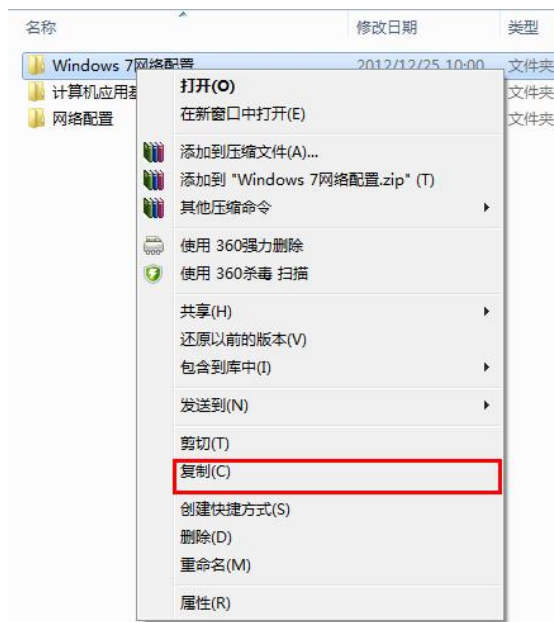 名称 修改日期 类型
Windows 7网络配置 2012/12/25 10:00 文件夹
计算机应用 文件夹
网络配置 文件夹
打开(O)
在新窗口中打开(E)
添加到压缩文件(A)...
添加到 "Windows 7网络配置.zip" (T)
其他压缩命令
使用 360强力删除
使用 360杀毒 扫描
共享(H)
还原以前的版本(V)
包含到库中(I)
发送到(N)
剪切(T)
复制(C)
创建快捷方式(S)
删除(D)
重命名(M)
属性(R)